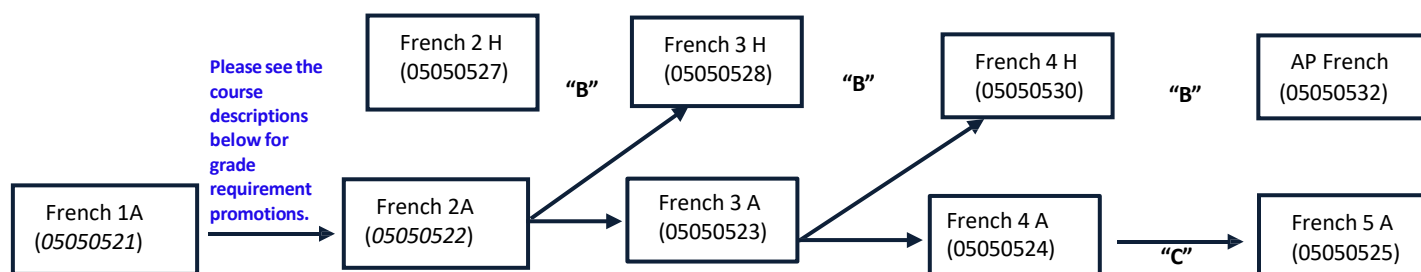 French 2 H
(05050527)
“B”
French 3 H
(05050528)
“B”
French 4 H
(05050530)
“B”
AP French
(05050532)
Please see the
course
descriptions
below for
grade
requirement
promotions.
French 1A
(05050521)
French 2A
(05050522)
French 3 A
(05050523)
French 4 A
(05050524)
“C”
French 5 A
(05050525)